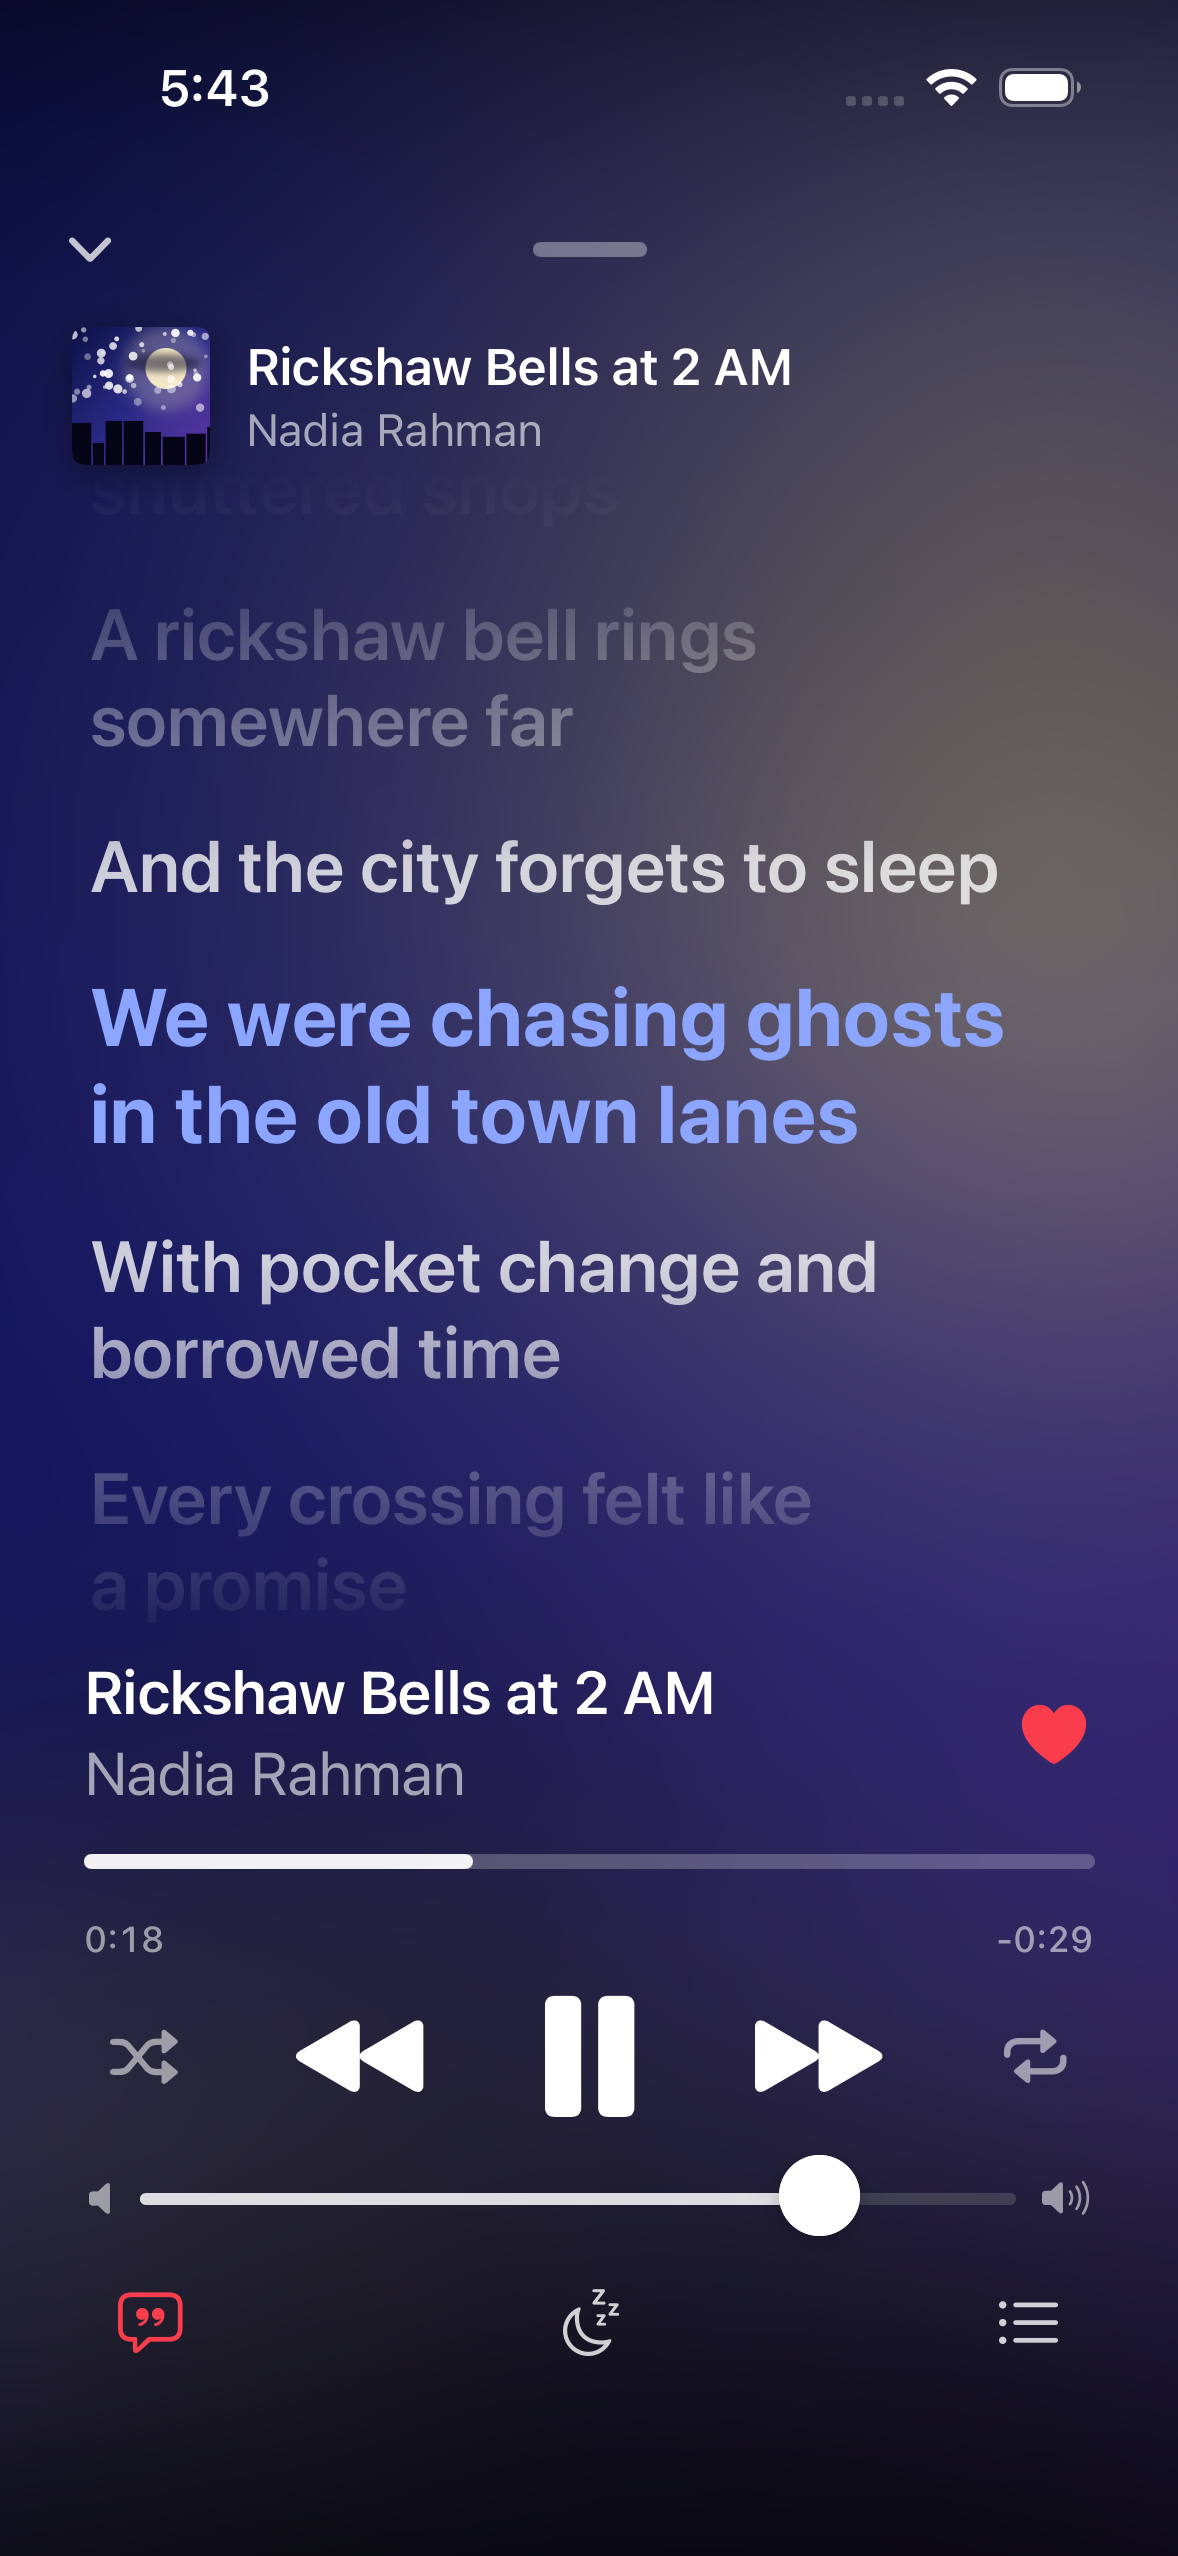 5:43
Rickshaw Bells at 2 AM
Nadia Rahman
shuttered shops
A rickshaw bell rings
somewhere far
And the city forgets to sleep
We were chasing ghosts
in the old town lanes
With pocket change and
borrowed time
Every crossing felt like
a promise
Rickshaw Bells at 2 AM
Nadia Rahman
0:18
-0:29